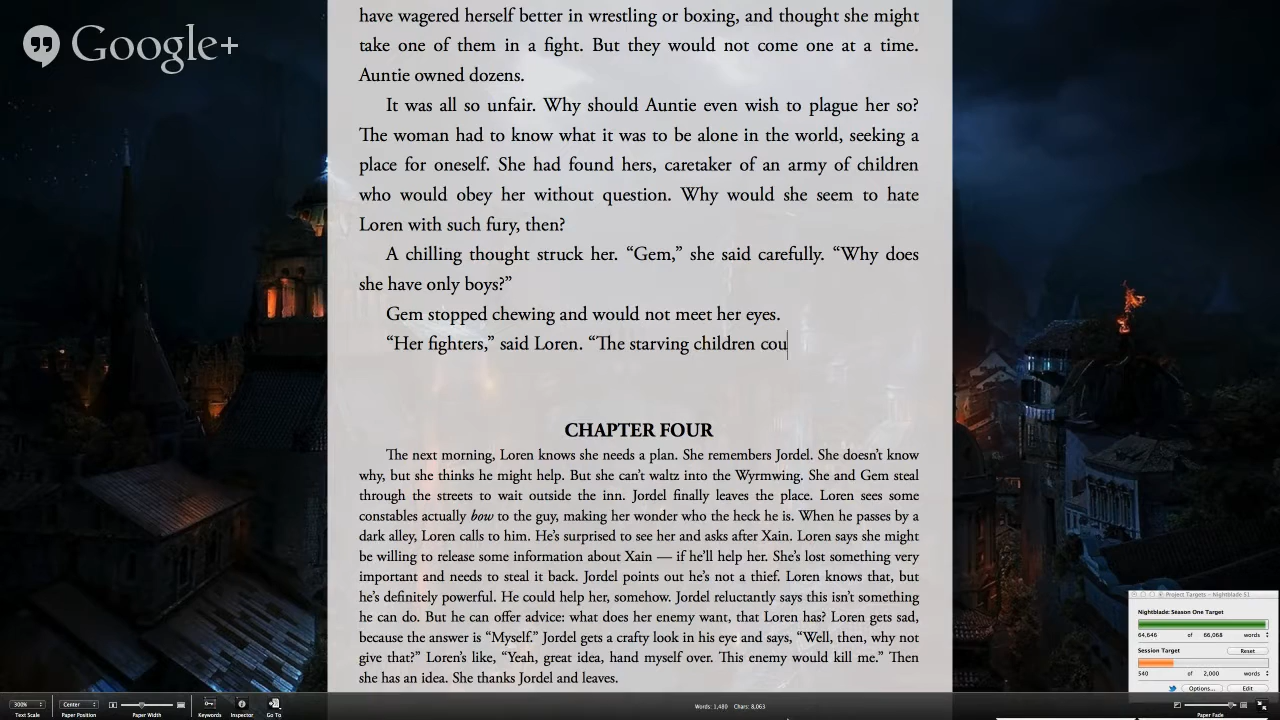 Google+
have wagered herself better in wrestling or boxing, and thought she might
take one of them in a fight. But they would not come one at a time.
Auntie owned dozens.
It was all so unfair. Why should Auntie even wish to plague her so?
The woman had to know what it was to be alone in the world, seeking a
place for oneself. She had found hers, caretaker of an army of children
who would obey her without question. Why would she seem to hate
Loren with such fury, then?
A chilling thought struck her. “Gem,” she said carefully. “Why does
she have only boys?”
Gem stopped chewing and would not meet her eyes.
“Her fighters,” said Loren. “The starving children cou
CHAPTER FOUR
The next morning, Loren knows she needs a plan. She remembers Jordel. She doesn’t know
why, but she thinks he might help. But she can’t waltz into the Wyrmwing. She and Gem steal
through the streets to wait outside the inn. Jordel finally leaves the place. Loren sees some
constables actually bow to the guy, making her wonder who the heck he is. When he passes by a
dark alley, Loren calls to him. He’s surprised to see her and asks after Xain. Loren says she might
be willing to release some information about Xain — if he’ll help her. She’s lost something very
important and needs to steal it back. Jordel points out he’s not a thief. Loren knows that, but
he’s definitely powerful. He could help her, somehow. Jordel reluctantly says this isn’t something
he can do. But he can offer advice: what does her enemy want, that Loren has? Loren gets sad,
because the answer is “Myself.” Jordel gets a crafty look in his eye and says, “Well, then, why not
give that?” Loren’s like, “Yeah, great idea, hand myself over. This enemy would kill me.” Then
she has an idea. She thanks Jordel and leaves.
Project Targets - Nightblade S1
Nightblade: Season One Target
64,646 of 66,068 words
Session Target
Reset
540 of 2,000 words
Options... Edit
300% Center
Text Scale Paper Position Paper Width Keywords Inspector Go To
Words: 1,480 Chars: 8,063
Paper Fade